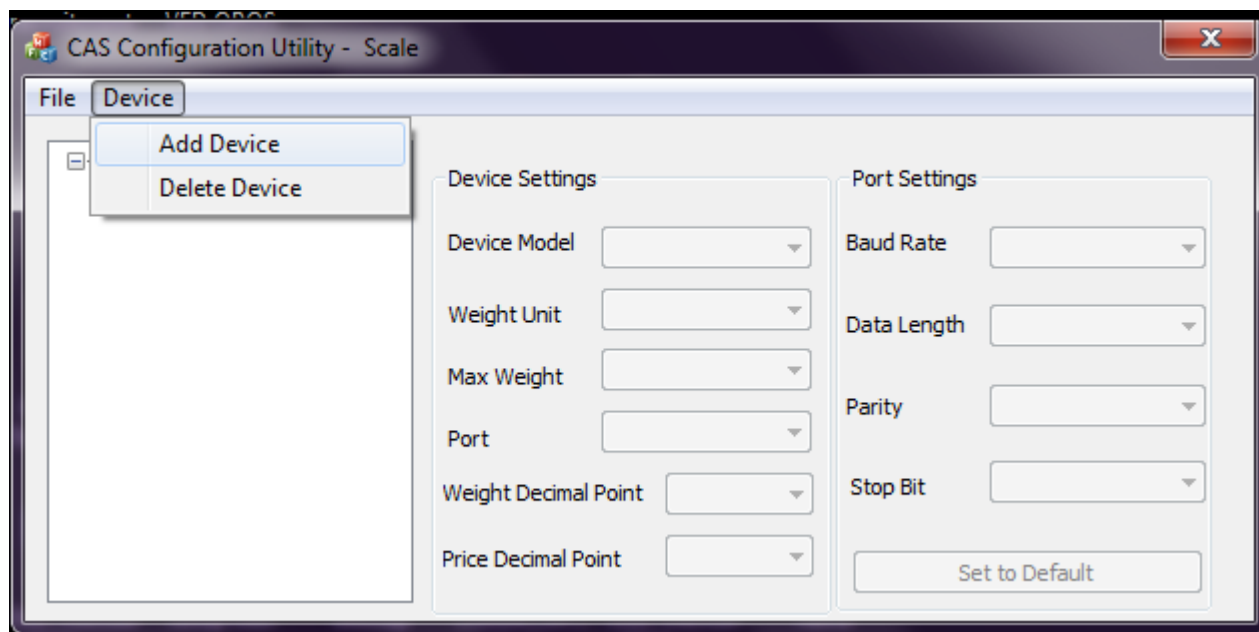 CAS Configuration Utility - Scale
File Device
Add Device
Delete Device
Device Settings
Device Model
Weight Unit
Max Weight
Port
Weight Decimal Point
Price Decimal Point
Port Settings
Baud Rate
Data Length
Parity
Stop Bit
Set to Default